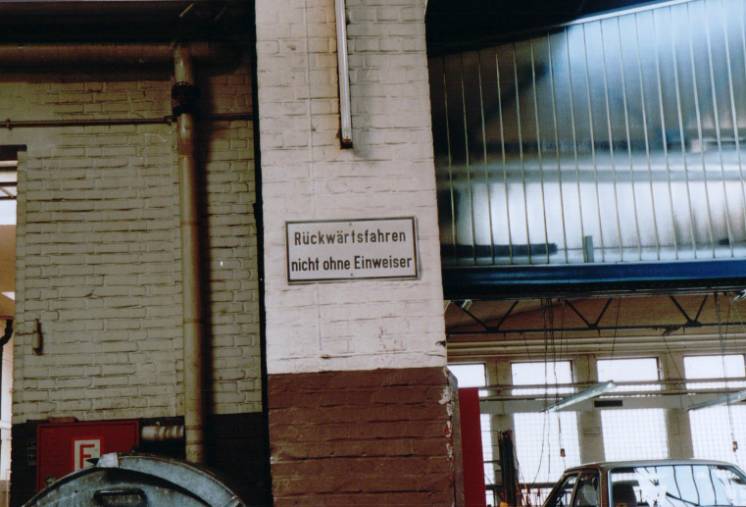 Rückwärtsfahren
nicht ohne Einweiser
F